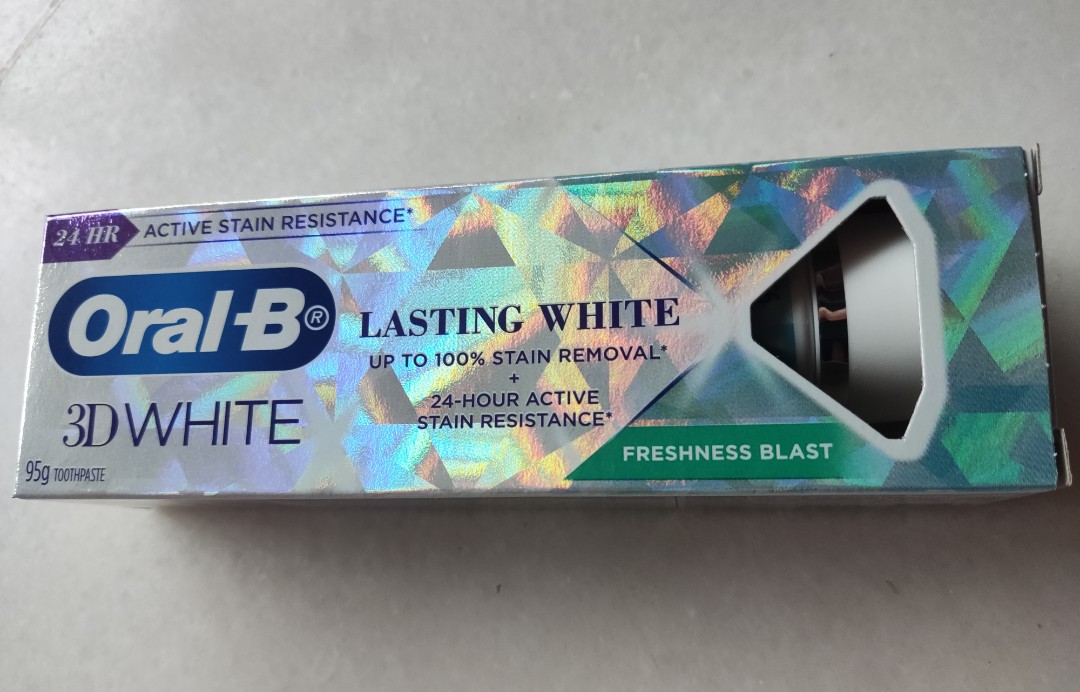 24 HR ACTIVE STAIN RESISTANCE*
Oral-B®
3D WHITE
95g TOOTHPASTE
LASTING WHITE
UP TO 100% STAIN REMOVAL*
+
24-HOUR ACTIVE
STAIN RESISTANCE*
FRESHNESS BLAST